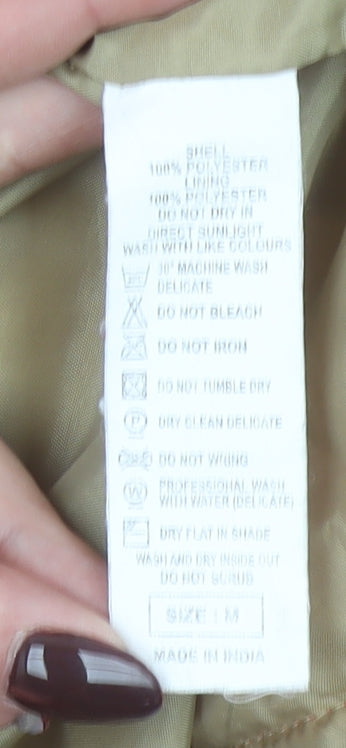 SHELL
100% POLYESTER
LINING
100% POLYESTER
DO NOT DRY IN
DIRECT SUNLIGHT
WASH WITH LIKE COLOURS
30° MACHINE WASH
DELICATE
DO NOT BLEACH
DO NOT IRON
DO NOT TUMBLE DRY
P DRY CLEAN DELICATE
DO NOT WRING
W PROFESSIONAL WASH
WITH WATER (DELICATE)
DRY FLAT IN SHADE
WASH AND DRY INSIDE OUT
DO NOT SCRUB
SIZE : M
MADE IN INDIA